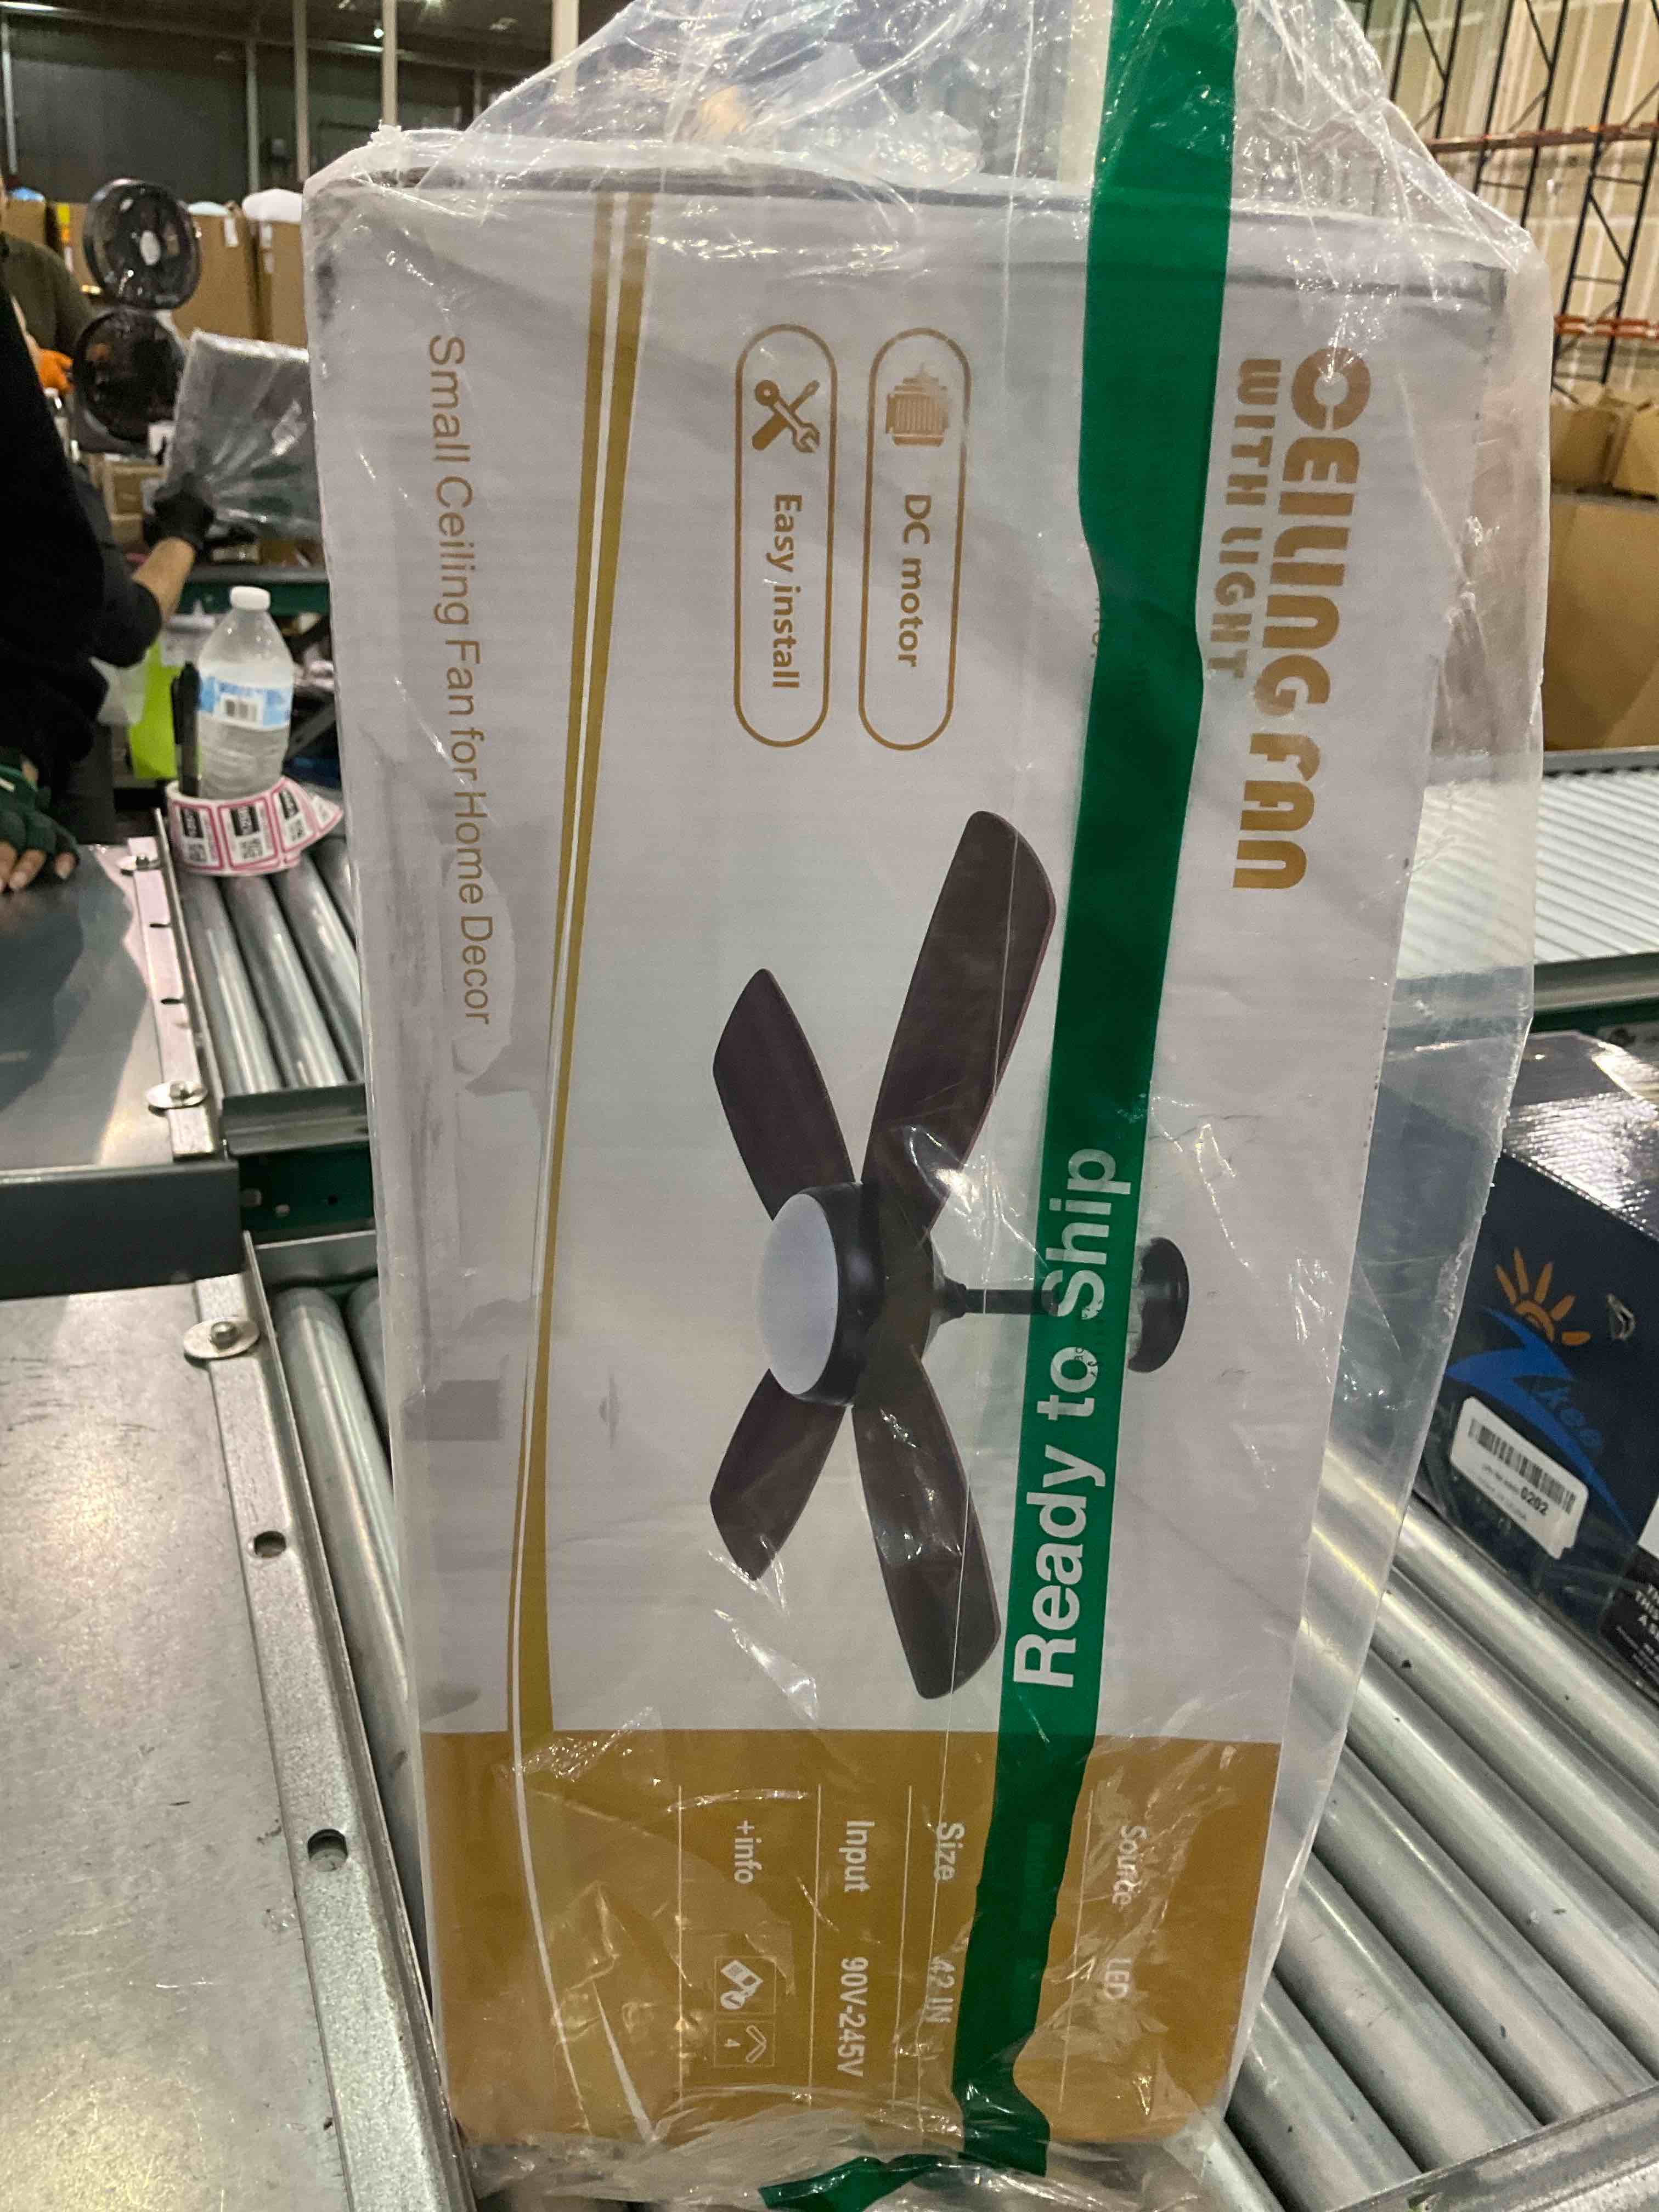 CEILING FAN
WITH LIGHT
DC motor
Easy install
Small Ceiling Fan for Home Decor
Ready to Ship
Source LED
Size 42 IN
Input 90V-245V
+info
4
0202